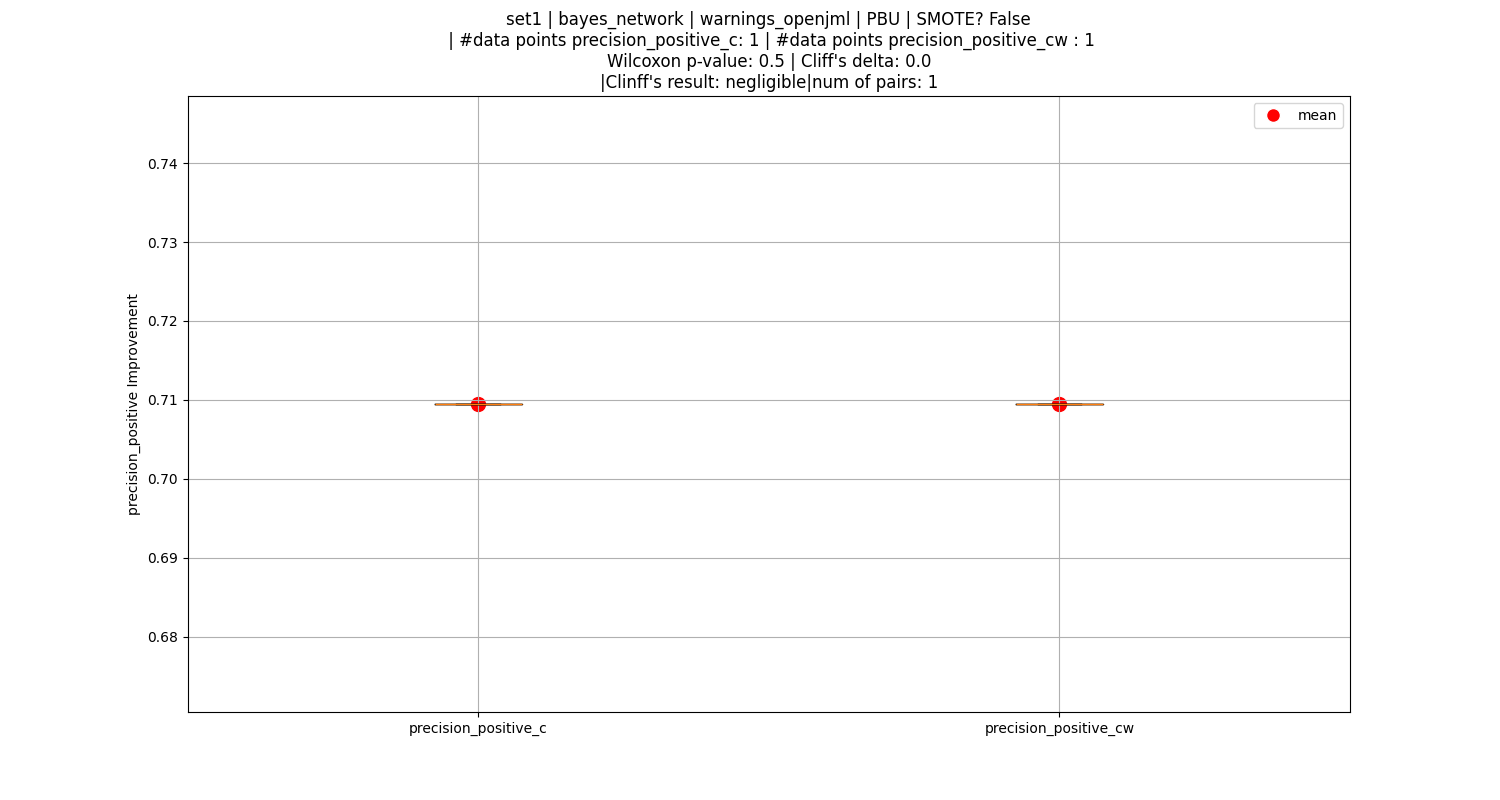 set1 | bayes_network | warnings_openjml | PBU | SMOTE? False
| #data points precision_positive_c: 1 | #data points precision_positive_cw : 1
Wilcoxon p-value: 0.5 | Cliff's delta: 0.0
|Clinff's result: negligible|num of pairs: 1
mean
0.74
0.73
0.72
0.71
0.70
0.69
0.68
precision_positive Improvement
precision_positive_c
precision_positive_cw